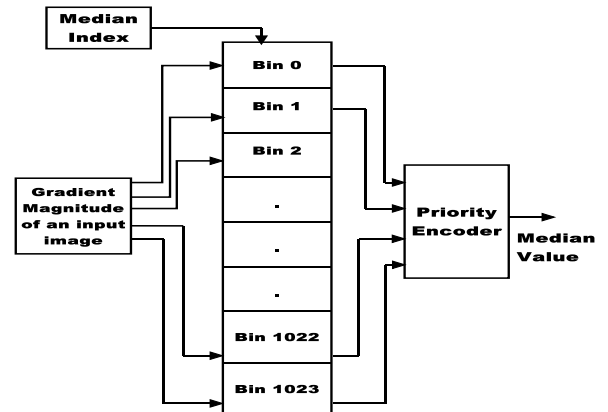 Median
Index
Bin 0
Bin 1
Bin 2
.
.
.
Bin 1022
Bin 1023
Gradient
Magnitude
of an input
image
Priority
Encoder
Median
Value